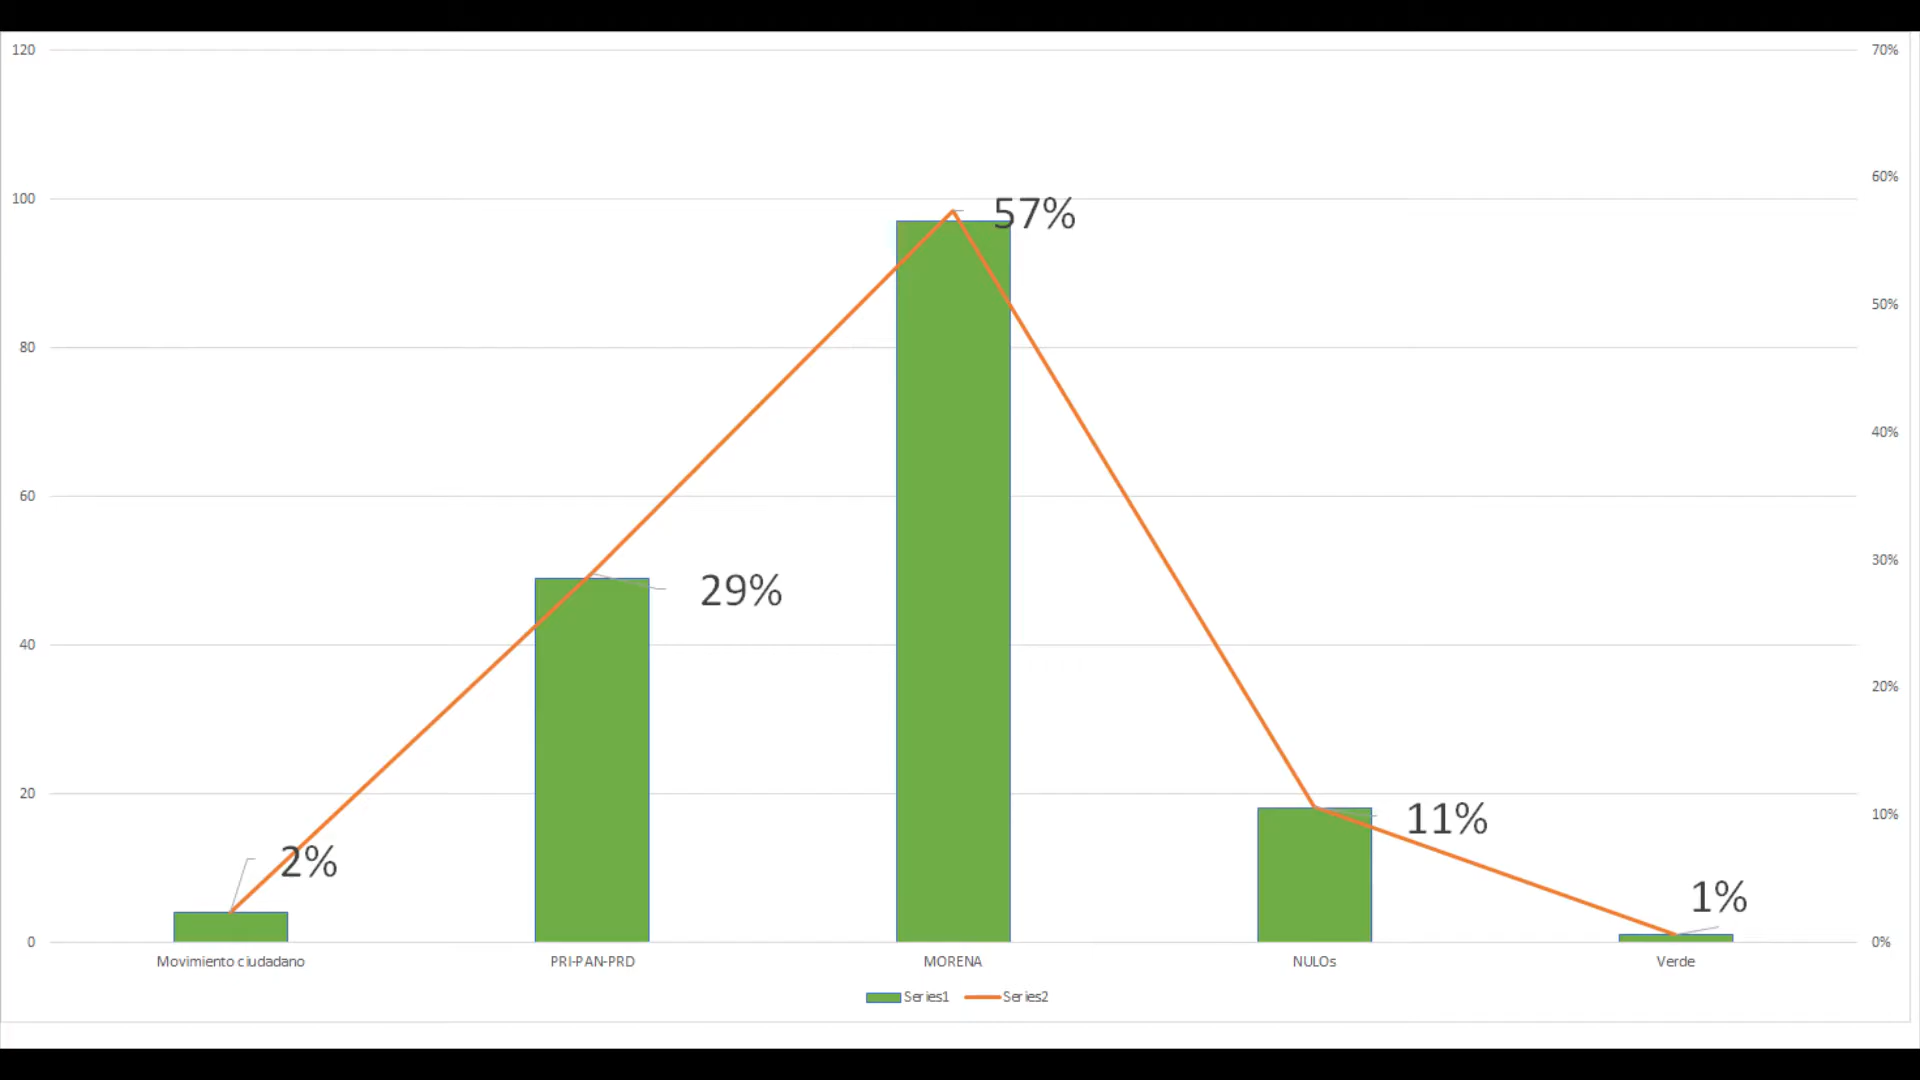 120
70%
60%
100
57%
50%
80
40%
60
30%
29%
40
20%
20
10%
11%
2%
1%
0
0%
Movimiento ciudadano
PRI-PAN-PRD
MORENA
NULOs
Verde
Series1
Series2